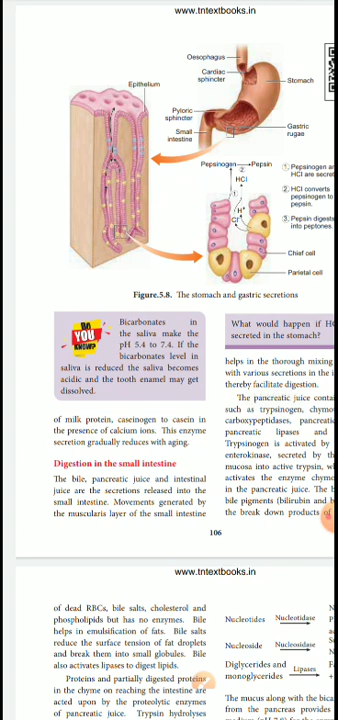 www.tntextbooks.in
Oesophagus
Cardiac
sphincter
Epithelium
Stomach
Pyloric
sphincter
Small
intestine
Gastric
rugae
Pepsinogen
Pepsin
2
HCl
1
H+
Cl-
1 Pepsinogen
HCl are
2 HCl converts
pepsinogen to
pepsin.
3 Pepsin digests
into peptones
Chief cell
Parietal cell
Figure.5.8. The stomach and gastric secretions
DO
YOU
KNOW?
Bicarbonates in
the saliva make the
pH 5.4 to 7.4. If the
bicarbonates level in
saliva is reduced the saliva becomes
acidic and the tooth enamel may get
dissolved.
of milk protein, caseinogen to casein in
the presence of calcium ions. This enzyme
secretion gradually reduces with aging.
Digestion in the small intestine
The bile, pancreatic juice and intestinal
juice are the secretions released into the
small intestine. Movements generated by
the muscularis layer of the small intestine
What would happen if
secreted in the stomach?
helps in the thorough mixing
with various secretions in the
thereby facilitate digestion.
The pancreatic juice
such as trypsinogen,
carboxypeptidases,
pancreatic lipases and
Trypsinogen is activated by
enterokinase, secreted by
mucosa into active trypsin,
activates the enzyme
in the pancreatic juice. The
bile pigments (bilirubin and
the break down products of
106
www.tntextbooks.in
of dead RBCs, bile salts, cholesterol and
phospholipids but has no enzymes. Bile
helps in emulsification of fats. Bile salts
reduce the surface tension of fat droplets
and break them into small globules. Bile
also activates lipases to digest lipids.
Proteins and partially digested proteins
in the chyme on reaching the intestine are
acted upon by the proteolytic enzymes
of pancreatic juice. Trypsin hydrolyses
Nucleotides Nucleotidase
Nucleoside Nucleosidase
Diglycerides and
monoglycerides Lipases
The mucus along with the
from the pancreas provides